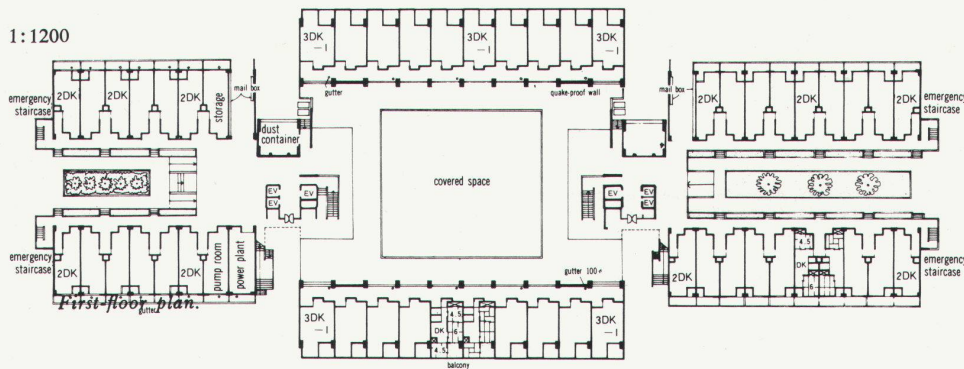 1:1200
3DK
-1
3DK
-1
3DK
-1
gutter
quake-proof wall
emergency
staircase
2DK
2DK
2DK
storage
mail box
mail box
2DK
2DK
2DK
emergency
staircase
dust
container
covered space
EV
EV
EV
EV
EV
EV
emergency
staircase
2DK
2DK
pump room
power plant
First-floor plan.
gutter
gutter 100ø
3DK
-1
DK
4.5
6
4.5
3DK
-1
balcony
2DK
4.5
DK
6
2DK
emergency
staircase